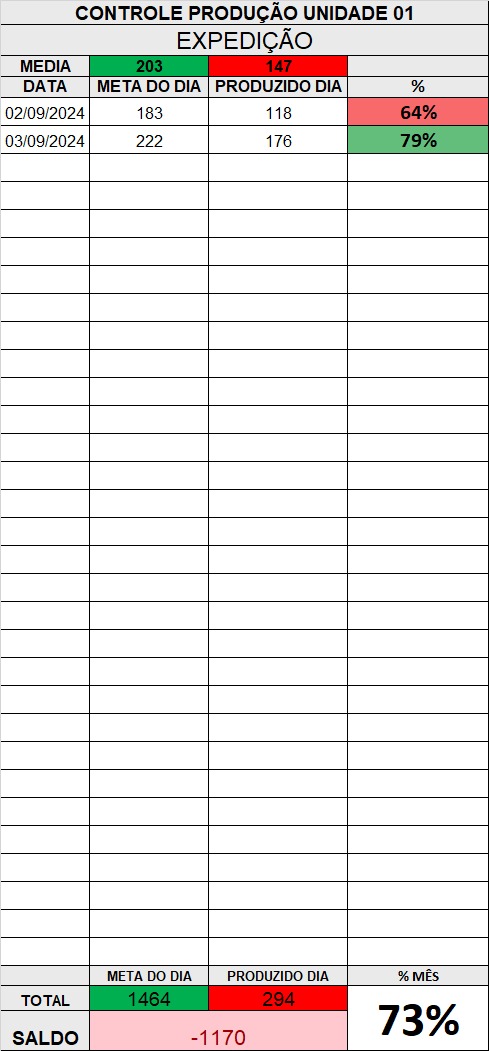 CONTROLE PRODUÇÃO UNIDADE 01
EXPEDIÇÃO
MEDIA 203 147
DATA META DO DIA PRODUZIDO DIA %
02/09/2024 183 118 64%
03/09/2024 222 176 79%
META DO DIA PRODUZIDO DIA % MÊS
TOTAL 1464 294 73%
SALDO -1170